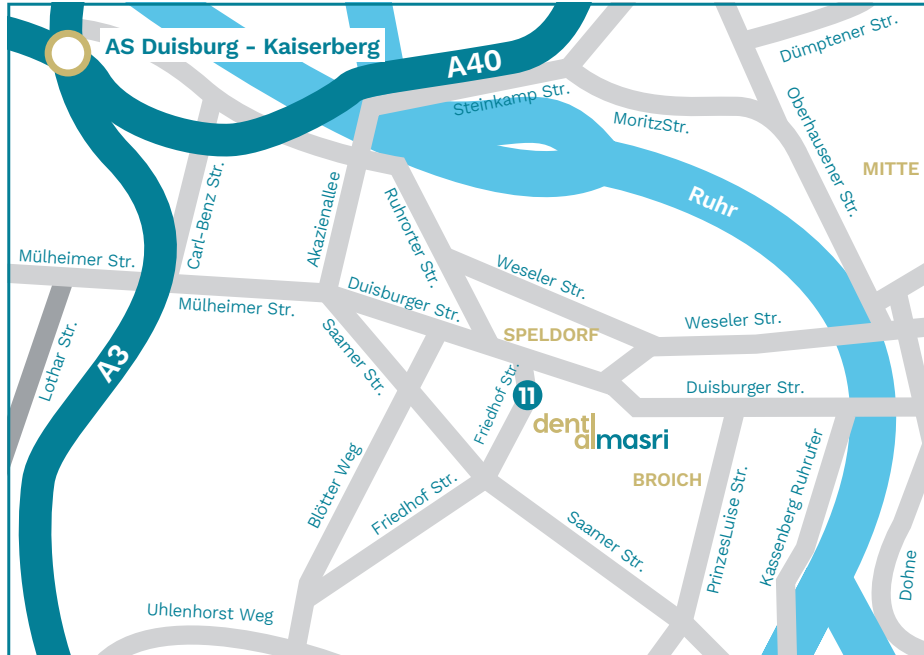 AS Duisburg - Kaiserberg
A40
Dümptener Str.
Steinkamp Str.
MoritzStr.
Oberhausener Str.
MITTE
Carl-Benz Str.
Akazienallee
Ruhrorter Str.
Ruhr
Mülheimer Str.
Mülheimer Str.
Duisburger Str.
Weseler Str.
Weseler Str.
SPELDORF
Lothar Str.
A3
Saarner Str.
Friedhof Str.
11
Duisburger Str.
dent
almasri
BROICH
Blötter Weg
Friedhof Str.
Saarner Str.
PrinzesLuise Str.
Kassenberg Ruhrufer
Dohne
Uhlenhorst Weg